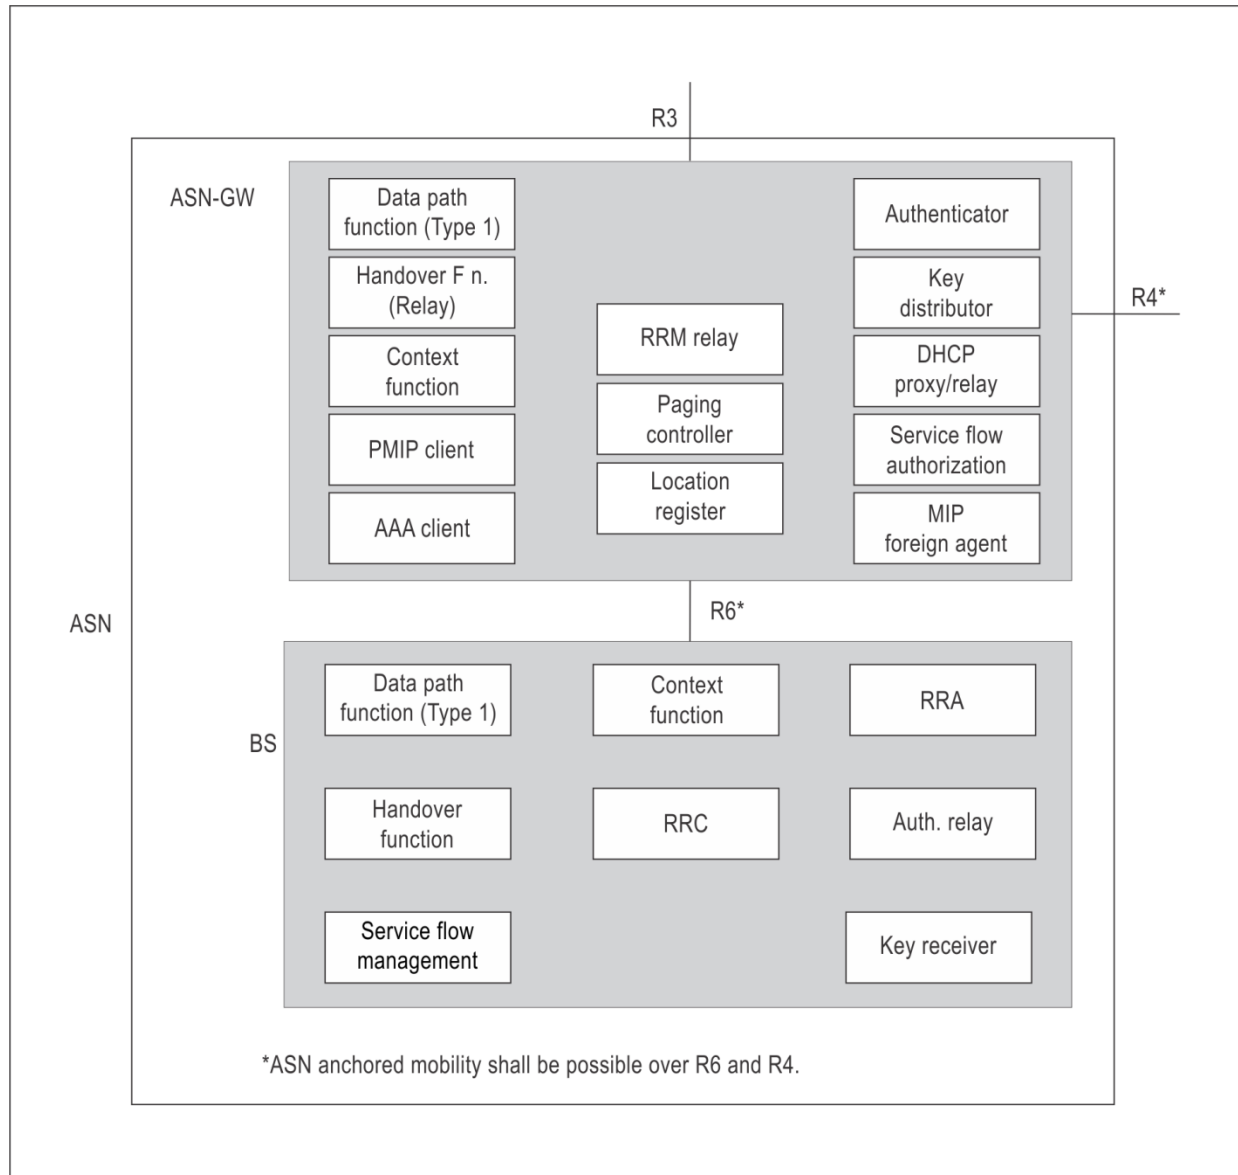 R3
ASN-GW
Data path
function (Type 1)
Handover F n.
(Relay)
Context
function
PMIP client
AAA client
RRM relay
Paging
controller
Location
register
Authenticator
Key
distributor
DHCP
proxy/relay
Service flow
authorization
MIP
foreign agent
R4*
R6*
ASN
BS
Data path
function (Type 1)
Context
function
RRA
Handover
function
RRC
Auth. relay
Service flow
management
Key receiver
*ASN anchored mobility shall be possible over R6 and R4.